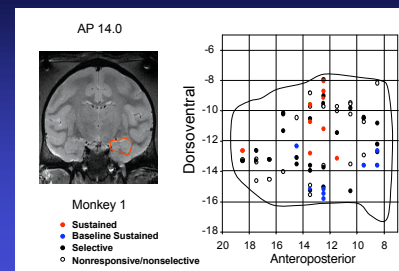 AP 14.0
Monkey 1
Sustained
Baseline Sustained
Selective
Nonresponsive/nonselective
Dorsoventral
-6
-8
-10
-12
-14
-16
-18
20 18 16 14 12 10 8
Anteroposterior